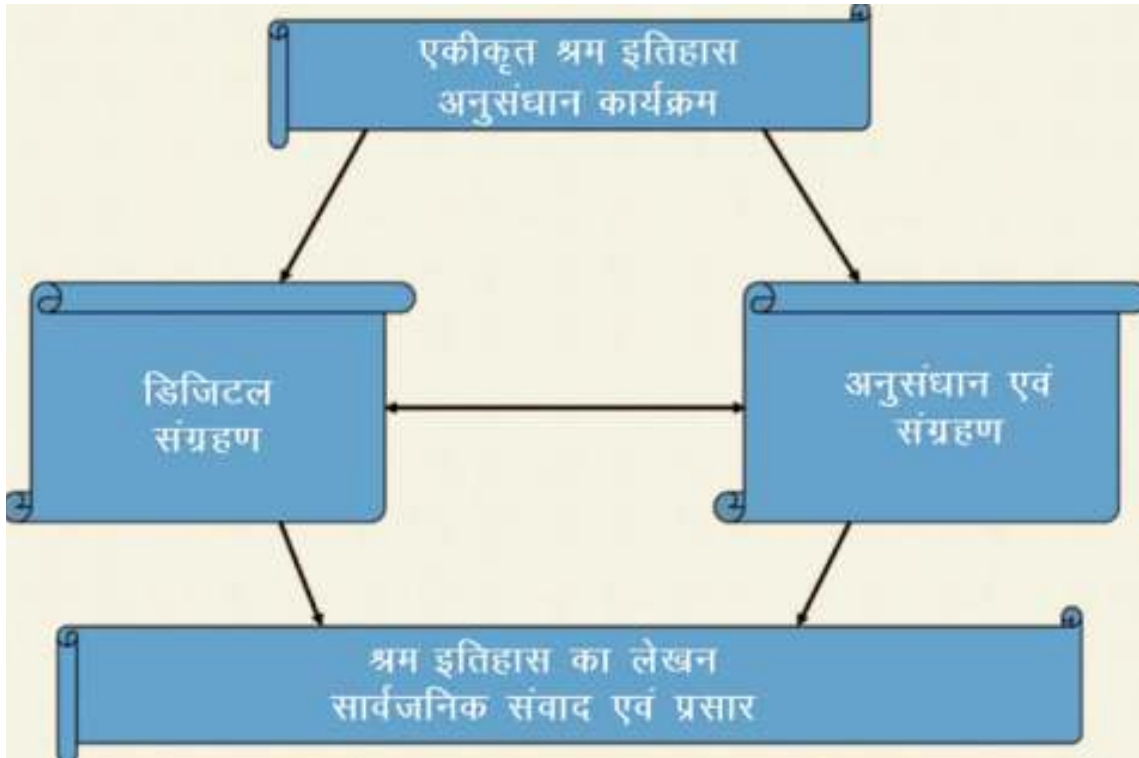 एकीकृत श्रम इतिहास
अनुसंधान कार्यक्रम
डिजिटल
संग्रहण
अनुसंधान एवं
संग्रहण
श्रम इतिहास का लेखन
सार्वजनिक संवाद एवं प्रसार